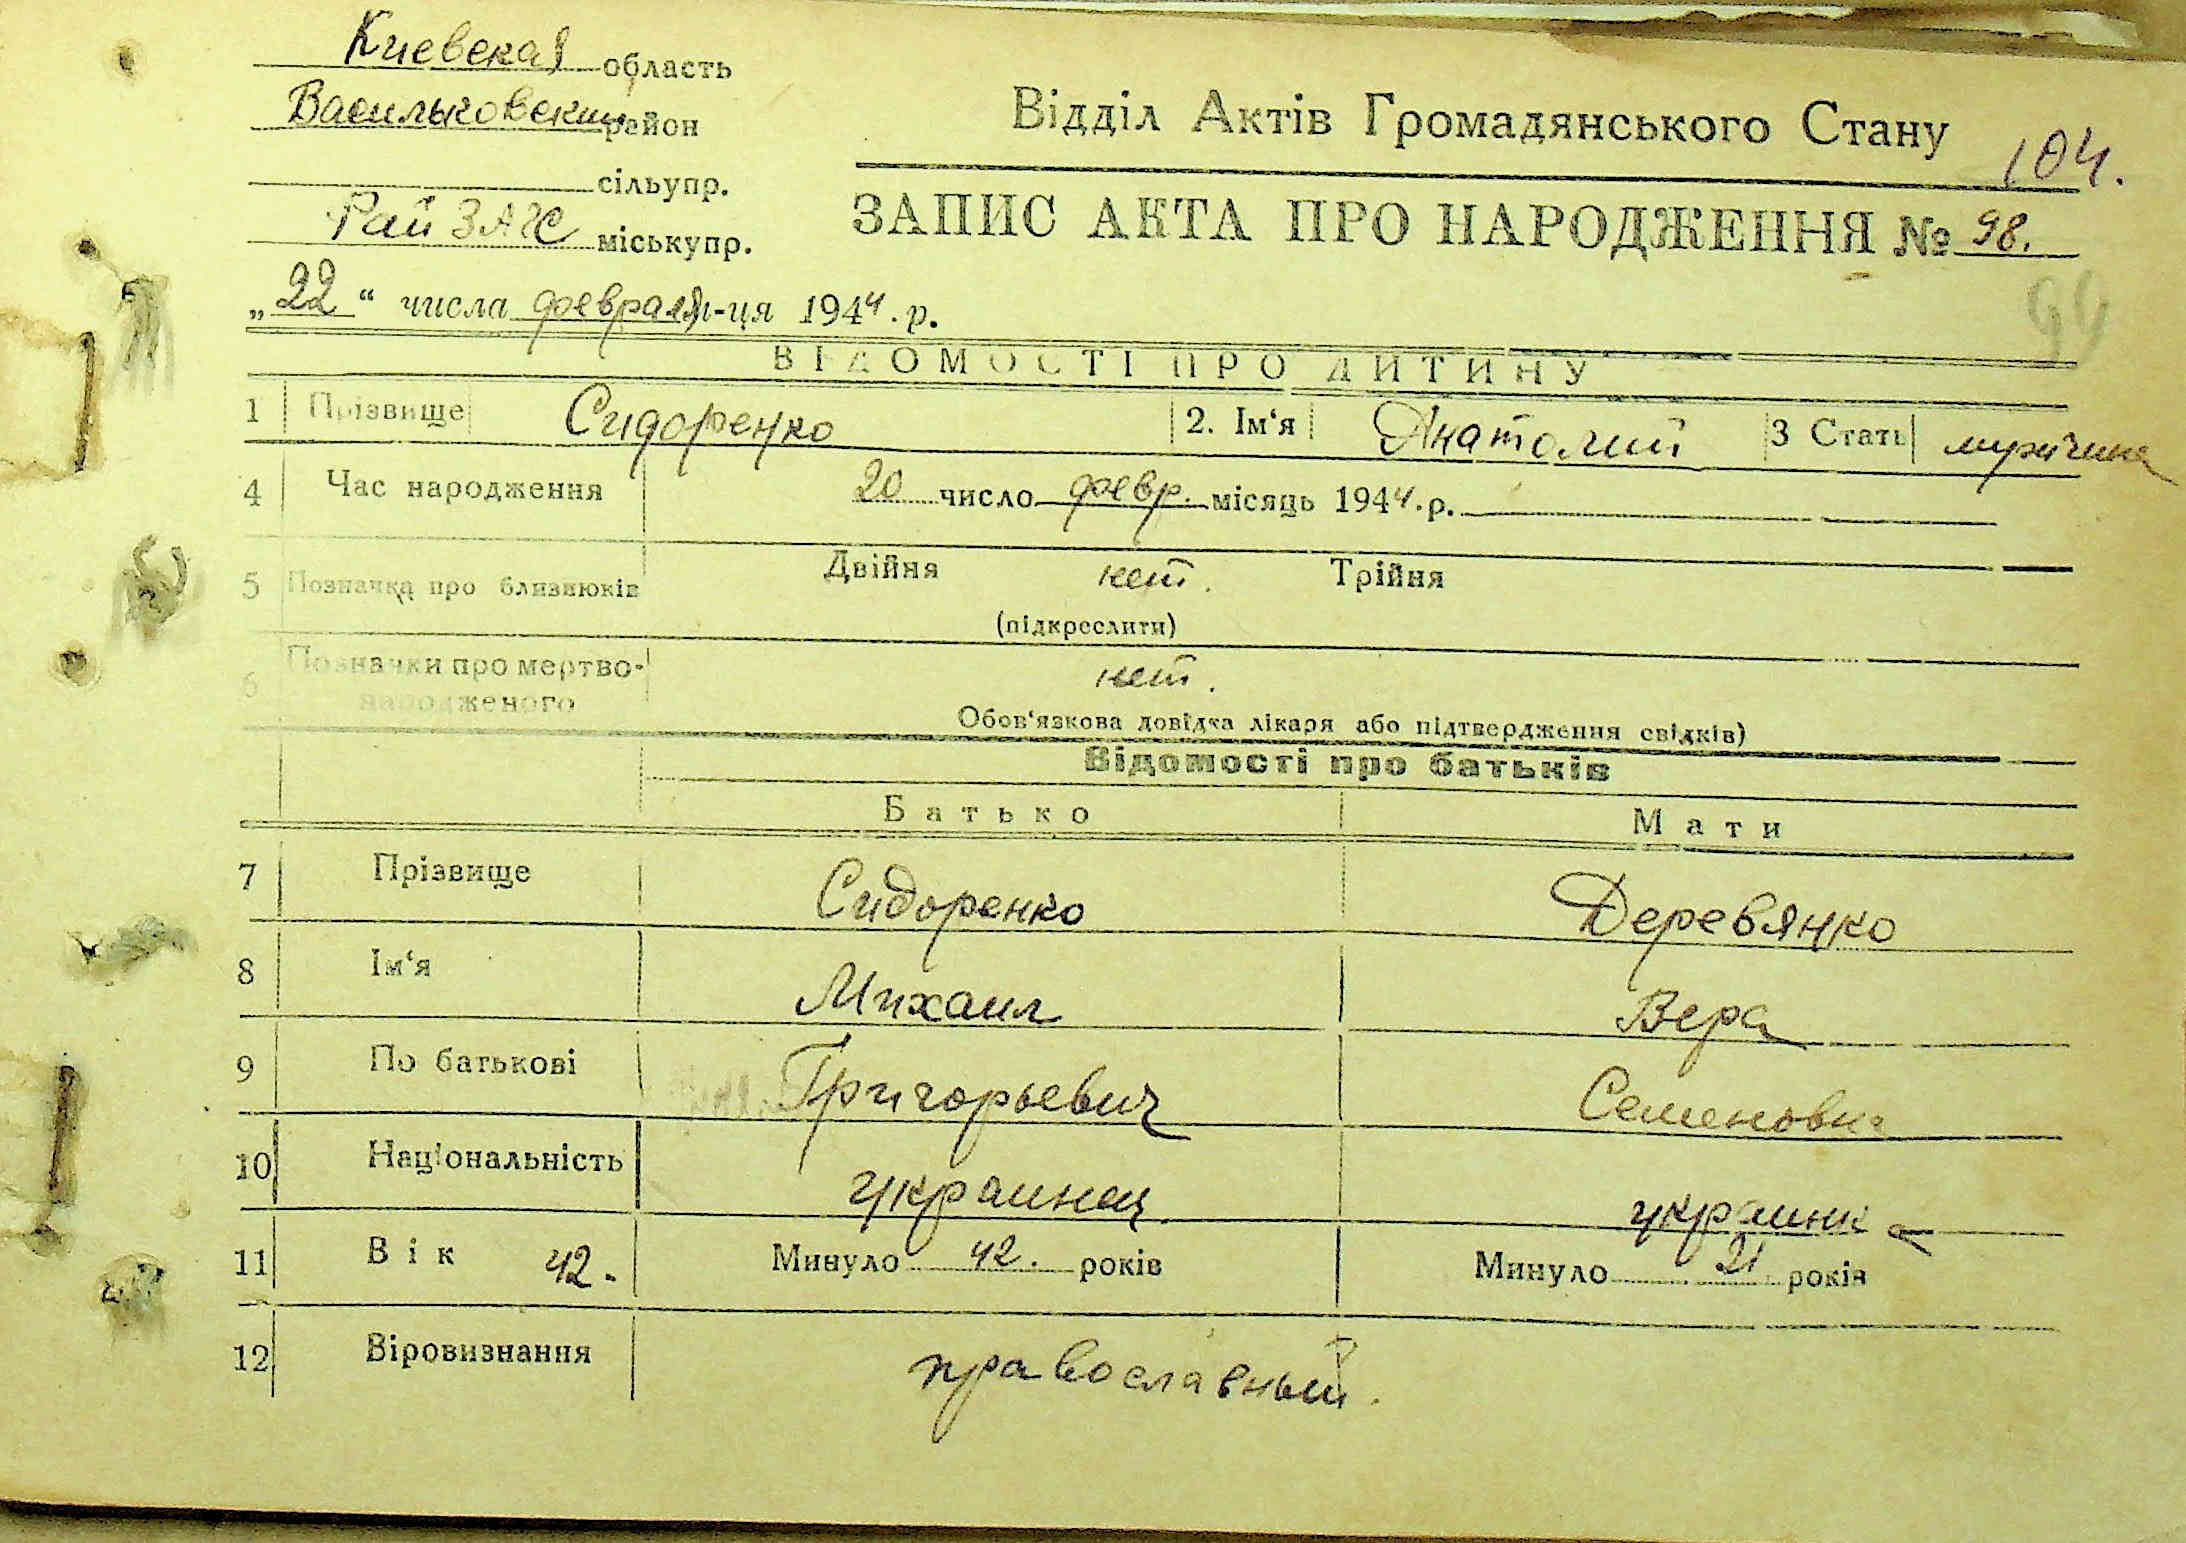 Киевская область
Васильковский район
сільупр.
Рай ЗАГС міськупр.
Відділ Актів Громадянського Стану
104.
ЗАПИС АКТА ПРО НАРОДЖЕННЯ № 98.
„22“ числа февраля м-ця 1944.р.
94
ВІДОМОСТІ ПРО ДИТИНУ
1 Прізвище Сидоренко 2. Ім‘я Анатолий 3 Стать мужчина
4 Час народження 20 число февр. місяць 1944.р.
5 Позначка про близнюків Двійня нет. Трійня
(підкреслити)
6 Позначки про мертво-народженого нет.
Обов‘язкова довідка лікаря або підтвердження свідків)
Відомості про батьків
Батько Мати
7 Прізвище Сидоренко Деревянко
8 Ім‘я Михаил Вера
9 По батькові Григорьевич Семеновна
10 Національність украинец украинка
11 Вік 42. Минуло 42. років Минуло 21 років
12 Віровизнання православный.